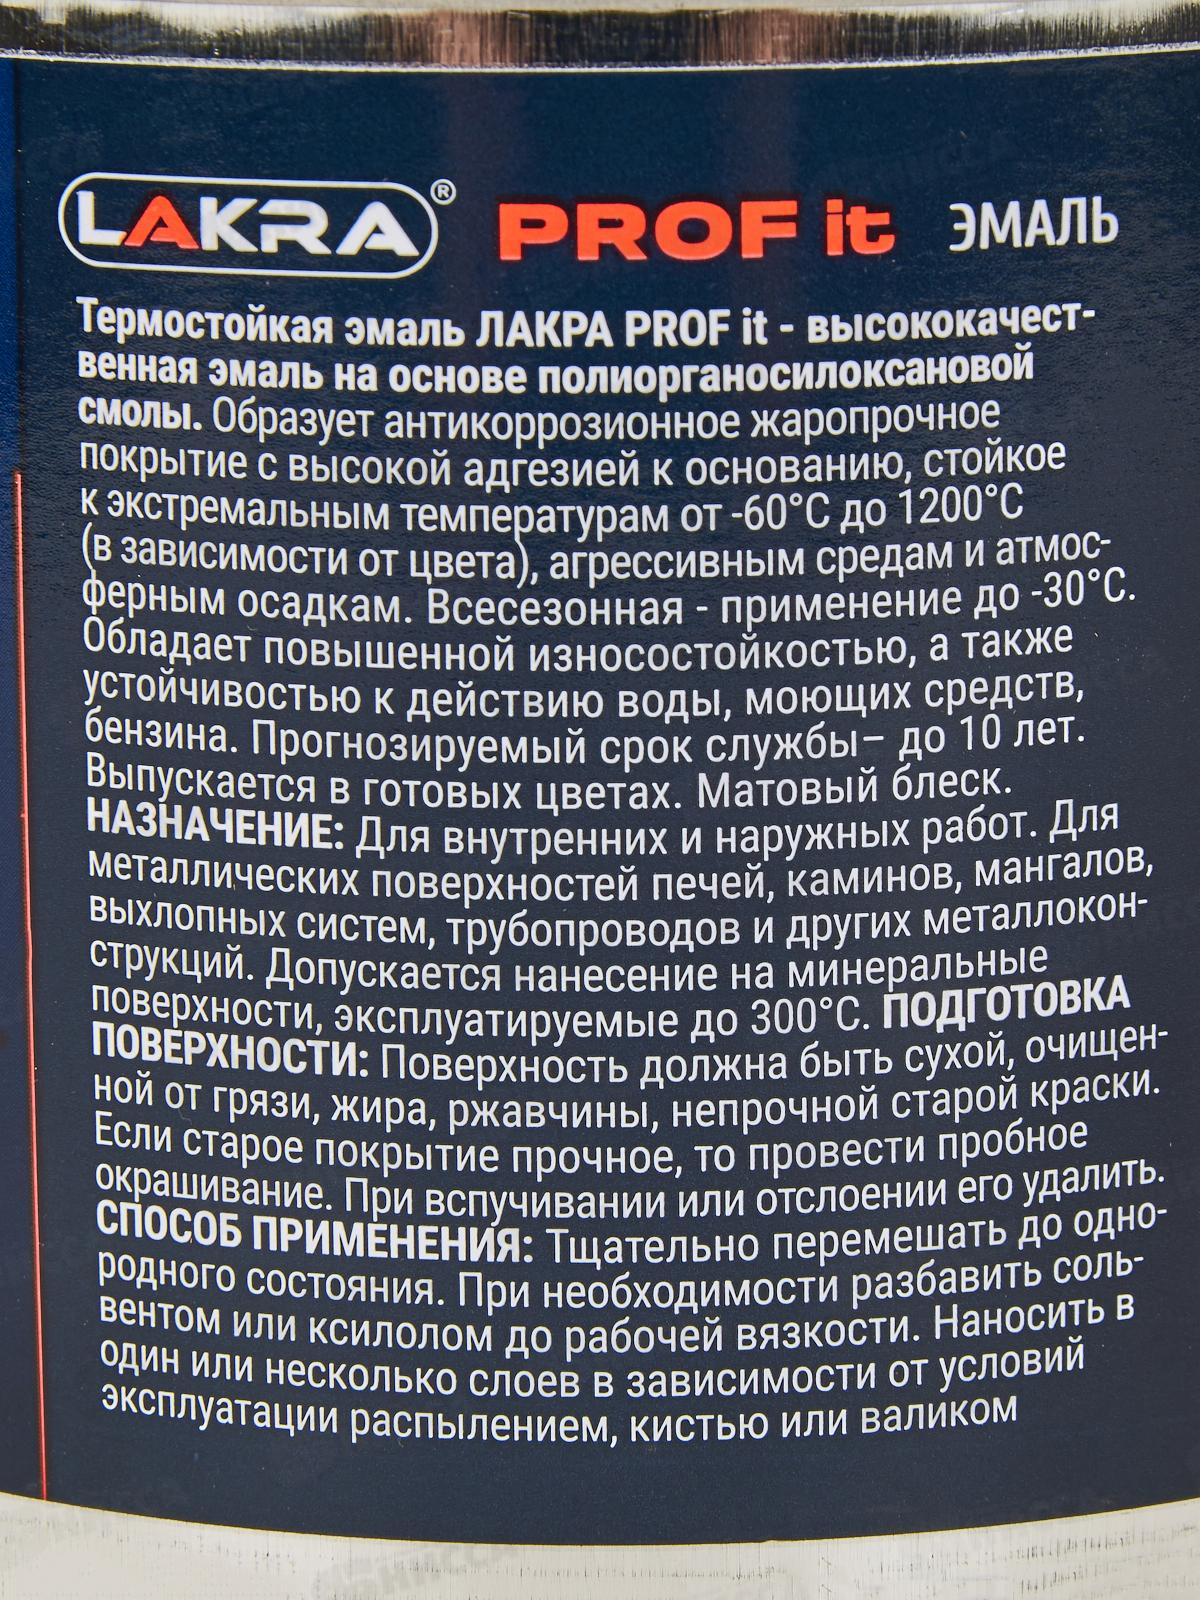 LAKRA® PROF it ЭМАЛЬ
Термостойкая эмаль ЛАКРА PROF it - высококачест-
венная эмаль на основе полиорганосилоксановой
смолы. Образует антикоррозионное жаропрочное
покрытие с высокой адгезией к основанию, стойкое
к экстремальным температурам от -60°С до 1200°С
(в зависимости от цвета), агрессивным средам и атмос-
ферным осадкам. Всесезонная - применение до -30°С.
Обладает повышенной износостойкостью, а также
устойчивостью к действию воды, моющих средств,
бензина. Прогнозируемый срок службы– до 10 лет.
Выпускается в готовых цветах. Матовый блеск.
НАЗНАЧЕНИЕ: Для внутренних и наружных работ. Для
металлических поверхностей печей, каминов, мангалов,
выхлопных систем, трубопроводов и других металлокон-
струкций. Допускается нанесение на минеральные
поверхности, эксплуатируемые до 300°С. ПОДГОТОВКА
ПОВЕРХНОСТИ: Поверхность должна быть сухой, очищен-
ной от грязи, жира, ржавчины, непрочной старой краски.
Если старое покрытие прочное, то провести пробное
окрашивание. При вспучивании или отслоении его удалить.
СПОСОБ ПРИМЕНЕНИЯ: Тщательно перемешать до одно-
родного состояния. При необходимости разбавить соль-
вентом или ксилолом до рабочей вязкости. Наносить в
один или несколько слоев в зависимости от условий
эксплуатации распылением, кистью или валиком